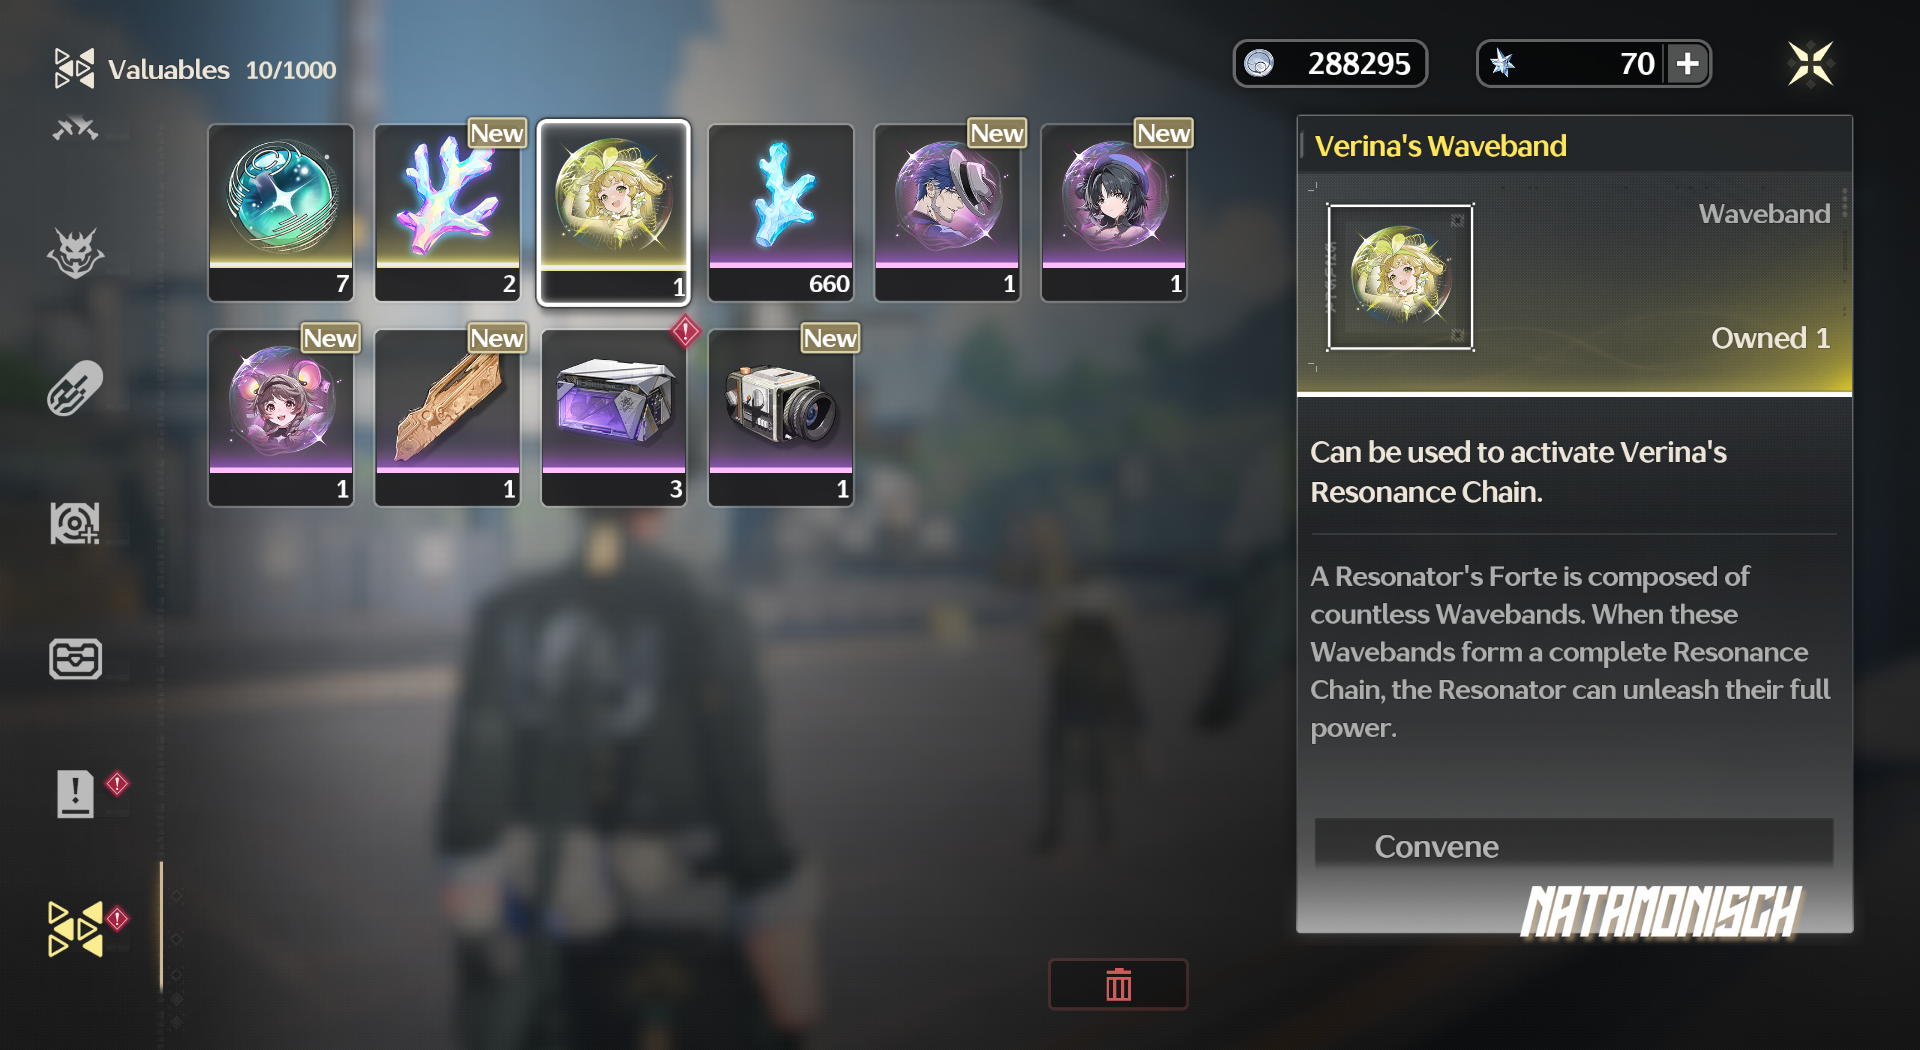 Valuables 10/1000
288295
70
New
New
New
7
2
1
660
1
1
New
New
New
1
1
3
1
Verina's Waveband
Waveband
Owned 1
Can be used to activate Verina's
Resonance Chain.
A Resonator's Forte is composed of
countless Wavebands. When these
Wavebands form a complete Resonance
Chain, the Resonator can unleash their full
power.
Convene
NATAMONISCH